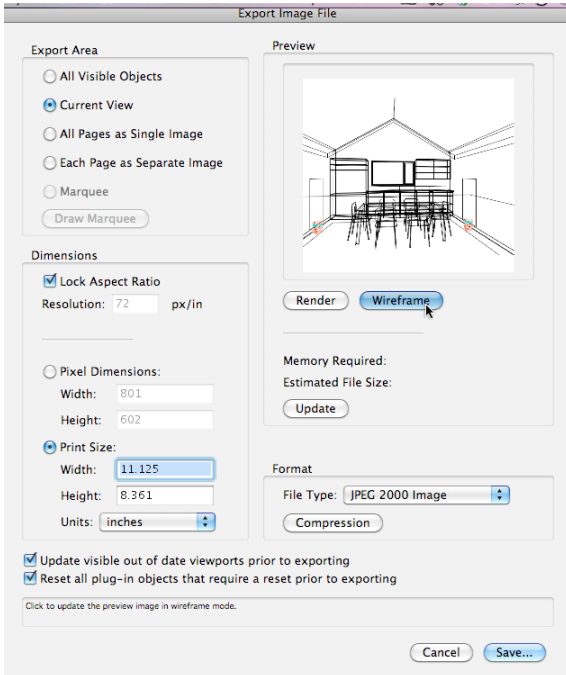 Export Image File
Export Area
All Visible Objects
Current View
All Pages as Single Image
Each Page as Separate Image
Marquee
Draw Marquee
Dimensions
Lock Aspect Ratio
Resolution: 72 px/in
Pixel Dimensions:
Width: 801
Height: 602
Print Size:
Width: 11.125
Height: 8.361
Units: inches
Preview
Render Wireframe
Memory Required:
Estimated File Size:
Update
Format
File Type: JPEG 2000 Image
Compression
Update visible out of date viewports prior to exporting
Reset all plug-in objects that require a reset prior to exporting
Click to update the preview image in wireframe mode.
Cancel Save...